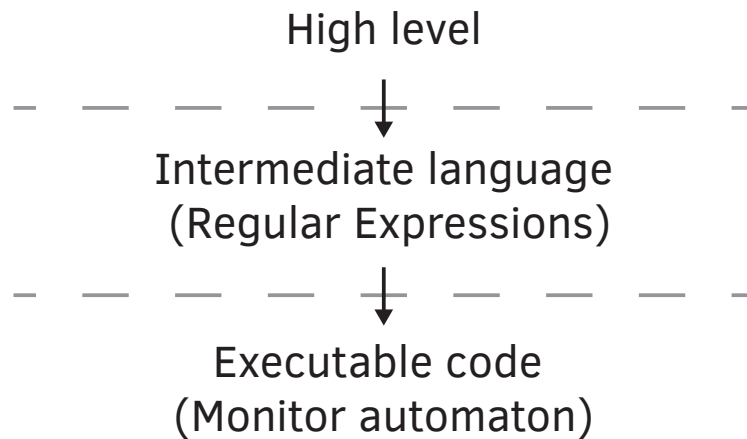 High level
Intermediate language
(Regular Expressions)
Executable code
(Monitor automaton)